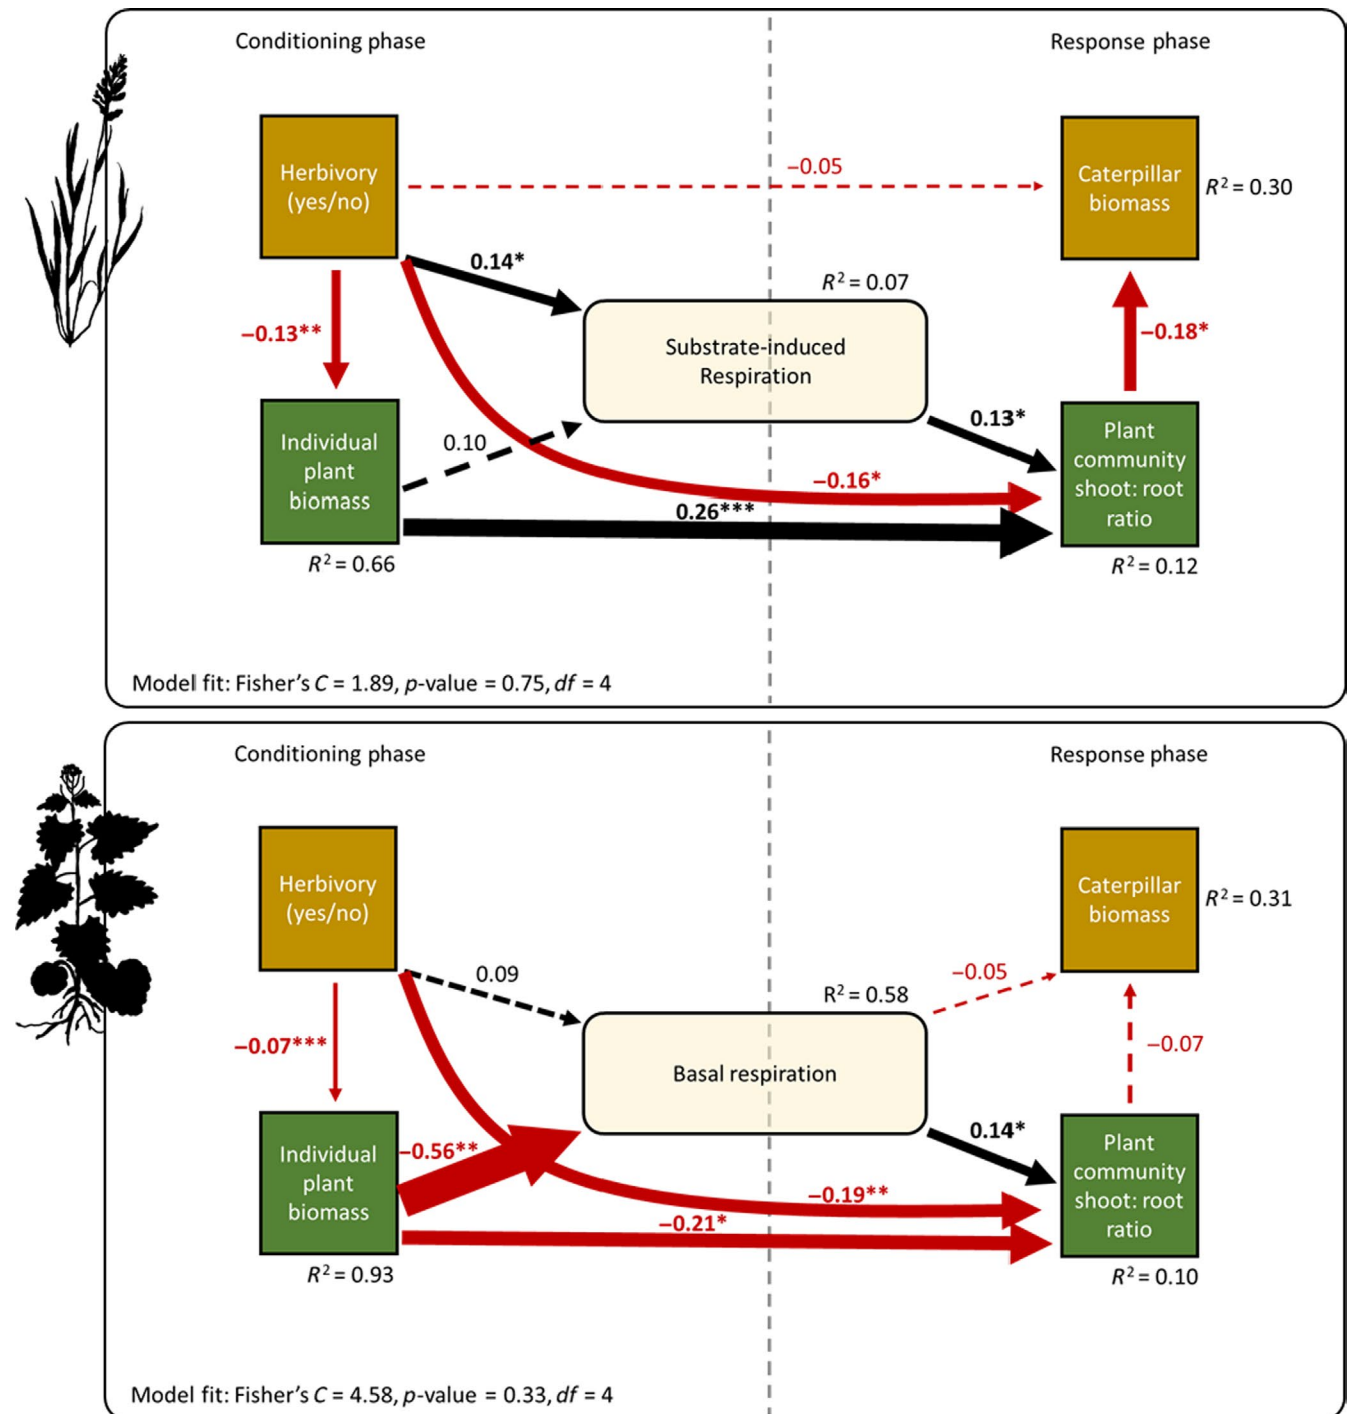 Conditioning phase
Response phase
Herbivory
(yes/no)
−0.05
Caterpillar
biomass
R² = 0.30
0.14*
R² = 0.07
−0.13**
Substrate-induced
Respiration
−0.18*
Individual
plant
biomass
0.10
0.13*
Plant
community
shoot: root
ratio
−0.16*
0.26***
R² = 0.66
R² = 0.12
Model fit: Fisher’s C = 1.89, p-value = 0.75, df = 4
Conditioning phase
Response phase
Herbivory
(yes/no)
Caterpillar
biomass
R² = 0.31
0.09
−0.05
R² = 0.58
−0.07***
Basal respiration
−0.07
Individual
plant
biomass
−0.56**
0.14*
Plant
community
shoot: root
ratio
−0.19**
−0.21*
R² = 0.93
R² = 0.10
Model fit: Fisher’s C = 4.58, p-value = 0.33, df = 4